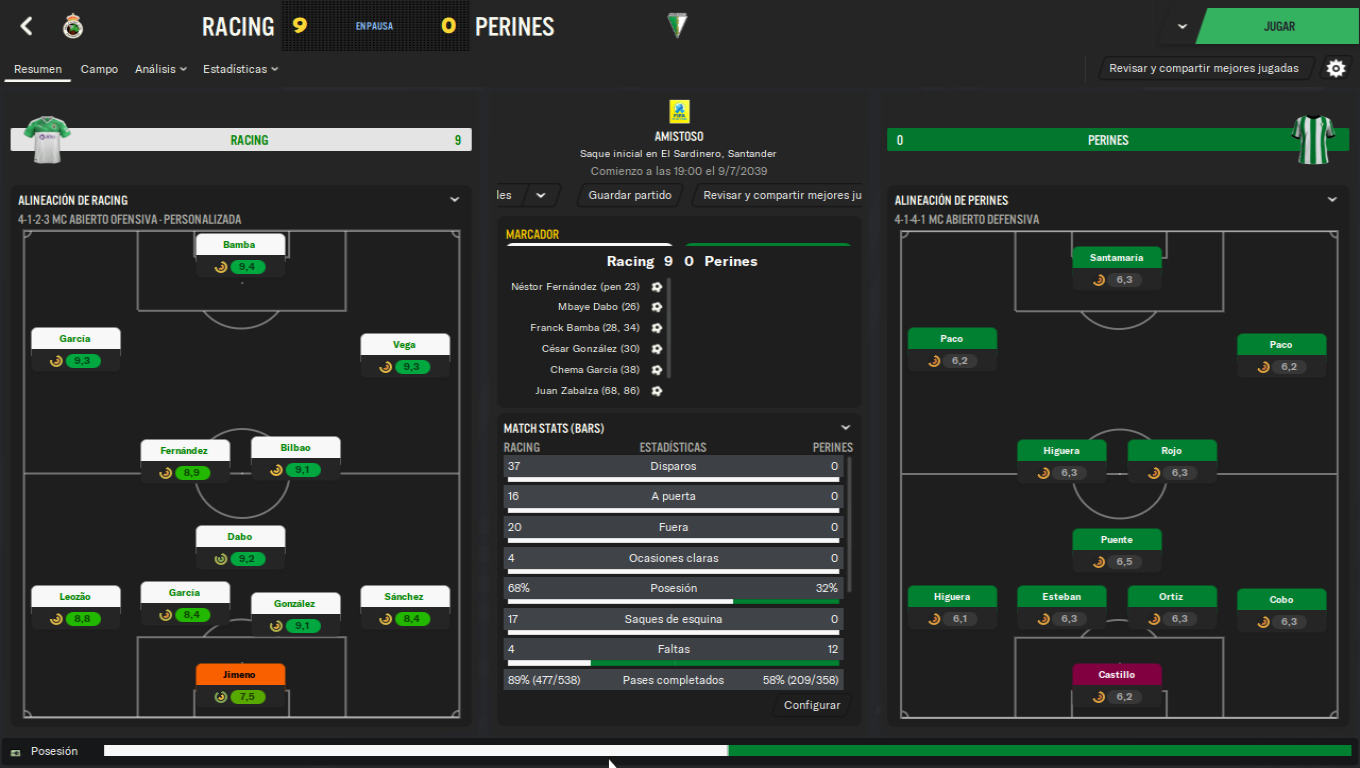 RACING 9 EN PAUSA 0 PERINES
JUGAR
Resumen Campo Análisis Estadísticas
Revisar y compartir mejores jugadas
RACING 9
ALINEACIÓN DE RACING
4-1-2-3 MC ABIERTO OFENSIVA - PERSONALIZADA
Bamba
9,4
García
9,3
Vega
9,3
Fernández
8,9
Bilbao
9,1
Dabo
9,2
Leozão
8,8
García
8,4
González
9,1
Sánchez
8,4
Jimeno
7,5
AMISTOSO
Saque inicial en El Sardinero, Santander
Comienzo a las 19:00 el 9/7/2039
les Guardar partido Revisar y compartir mejores ju
MARCADOR
Racing 9 0 Perines
Néstor Fernández (pen 23)
Mbaye Dabo (26)
Franck Bamba (28, 34)
César González (30)
Chema García (38)
Juan Zabalza (68, 86)
MATCH STATS (BARS)
RACING ESTADÍSTICAS PERINES
37 Disparos 0
16 A puerta 0
20 Fuera 0
4 Ocasiones claras 0
68% Posesión 32%
17 Saques de esquina 0
4 Faltas 12
89% (477/538) Pases completados 58% (209/358)
Configurar
0 PERINES
ALINEACIÓN DE PERINES
4-1-4-1 MC ABIERTO DEFENSIVA
Santamaría
6,3
Paco
6,2
Paco
6,2
Higuera
6,3
Rojo
6,3
Puente
6,5
Higuera
6,1
Esteban
6,3
Ortiz
6,3
Cobo
6,3
Castillo
6,2
Posesión